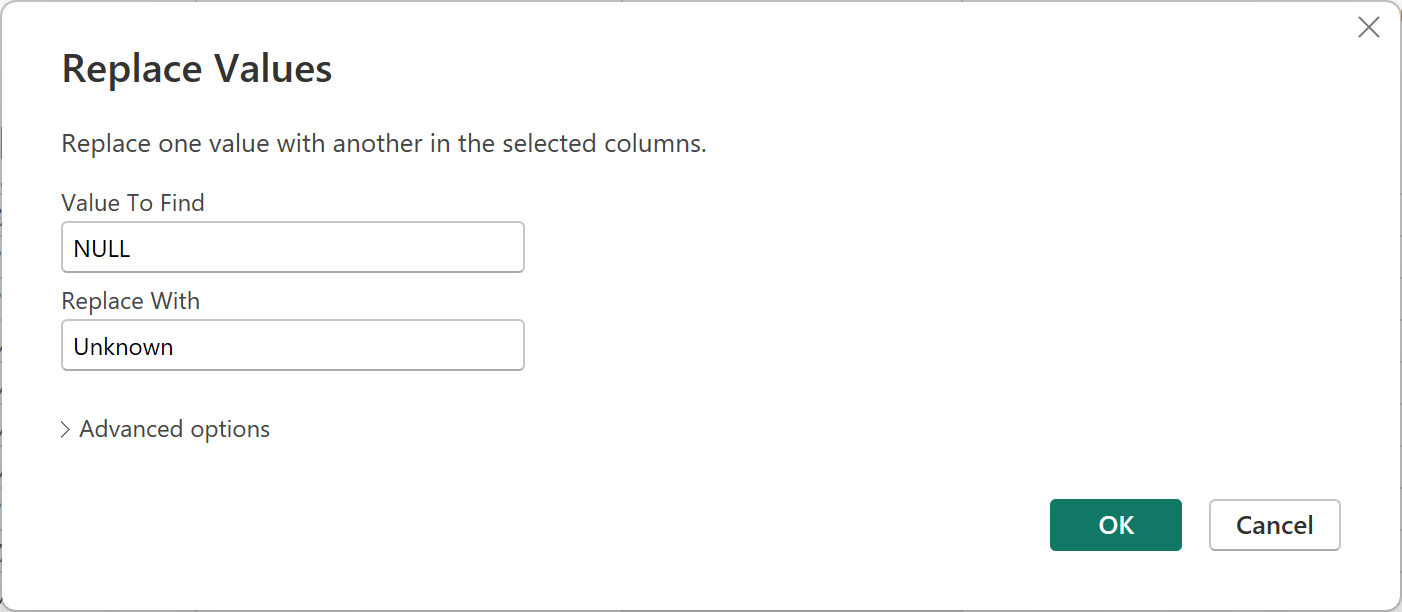 Replace Values
Replace one value with another in the selected columns.
Value To Find
NULL
Replace With
Unknown
Advanced options
OK
Cancel